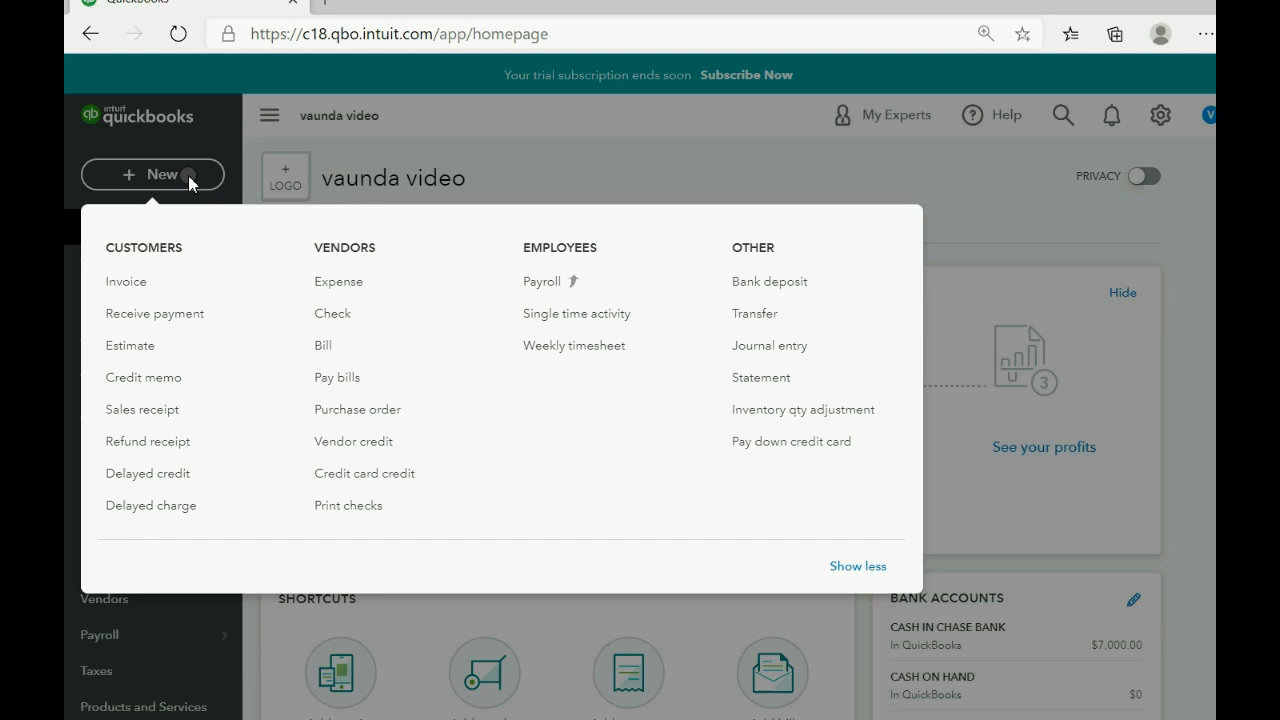 QuickBooks
https://c18.qbo.intuit.com/app/homepage
Your trial subscription ends soon Subscribe Now
intuit
quickbooks
vaunda video
My Experts
Help
V
+ New
+
LOGO
vaunda video
PRIVACY
CUSTOMERS
Invoice
Receive payment
Estimate
Credit memo
Sales receipt
Refund receipt
Delayed credit
Delayed charge
VENDORS
Expense
Check
Bill
Pay bills
Purchase order
Vendor credit
Credit card credit
Print checks
EMPLOYEES
Payroll
Single time activity
Weekly timesheet
OTHER
Bank deposit
Transfer
Journal entry
Statement
Inventory qty adjustment
Pay down credit card
Show less
Hide
3
See your profits
Vendors
Payroll
Taxes
Products and Services
SHORTCUTS
BANK ACCOUNTS
CASH IN CHASE BANK
In QuickBooks $7,000.00
CASH ON HAND
In QuickBooks $0